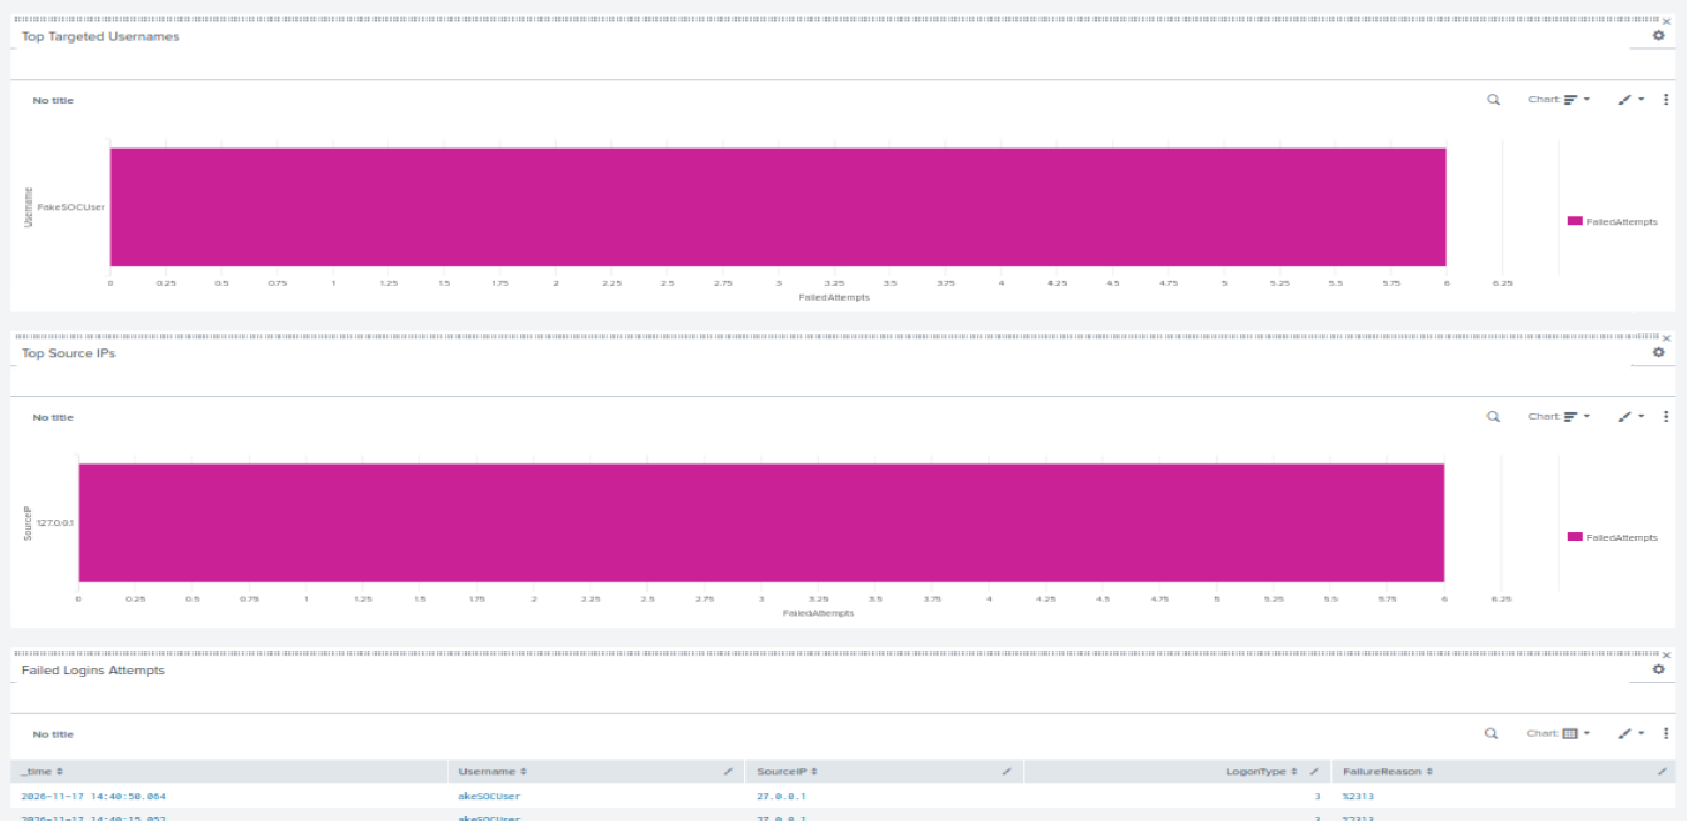 Top Targeted Usernames
No title
Chart:
Username
FakeSOCUser
FailedAttempts
0 0.25 0.5 0.75 1 1.25 1.5 1.75 2 2.25 2.5 2.75 3 3.25 3.5 3.75 4 4.25 4.5 4.75 5 5.25 5.5 5.75 6 6.25
FailedAttempts
Top Source IPs
No title
Chart:
SourceIP
127.0.0.1
FailedAttempts
0 0.25 0.5 0.75 1 1.25 1.5 1.75 2 2.25 2.5 2.75 3 3.25 3.5 3.75 4 4.25 4.5 4.75 5 5.25 5.5 5.75 6 6.25
FailedAttempts
Failed Logins Attempts
No title
Chart:
_time Username SourceIP LogonType FailureReason
2026-11-17 14:40:50.064 akeSOCUser 27.0.0.1 3 %2313
akeSOCUser 27.0.0.1 3 %2313